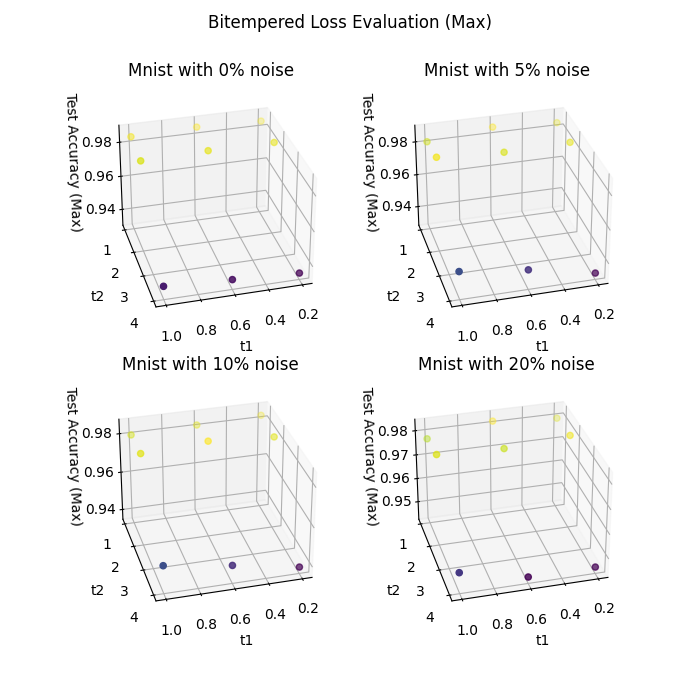 Bitempered Loss Evaluation (Max)
Mnist with 0% noise
Test Accuracy (Max)
0.98
0.96
0.94
1
2
3
4
t2
1.0
0.8
0.6
0.4
0.2
t1
Mnist with 5% noise
Test Accuracy (Max)
0.98
0.96
0.94
1
2
3
4
t2
1.0
0.8
0.6
0.4
0.2
t1
Mnist with 10% noise
Test Accuracy (Max)
0.98
0.96
0.94
1
2
3
4
t2
1.0
0.8
0.6
0.4
0.2
t1
Mnist with 20% noise
Test Accuracy (Max)
0.98
0.97
0.96
0.95
1
2
3
4
t2
1.0
0.8
0.6
0.4
0.2
t1